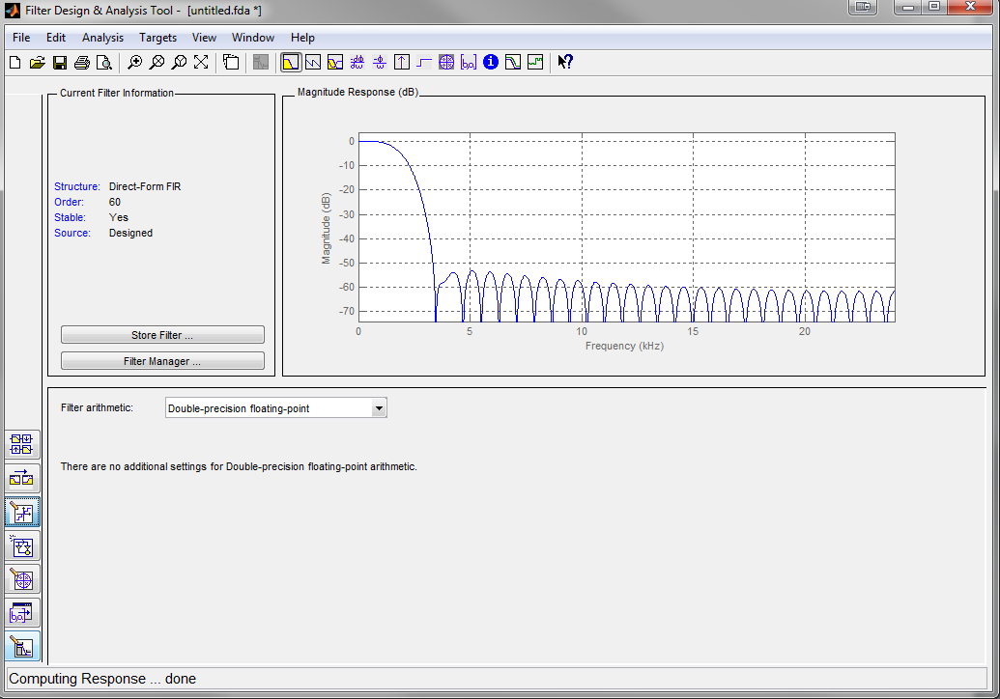 Filter Design & Analysis Tool - [untitled.fda *]
File Edit Analysis Targets View Window Help
Current Filter Information
Structure: Direct-Form FIR
Order: 60
Stable: Yes
Source: Designed
Store Filter ...
Filter Manager ...
Magnitude Response (dB)
0
-10
-20
-30
-40
-50
-60
-70
Magnitude (dB)
0 5 10 15 20
Frequency (kHz)
Filter arithmetic: Double-precision floating-point
There are no additional settings for Double-precision floating-point arithmetic.
Computing Response ... done